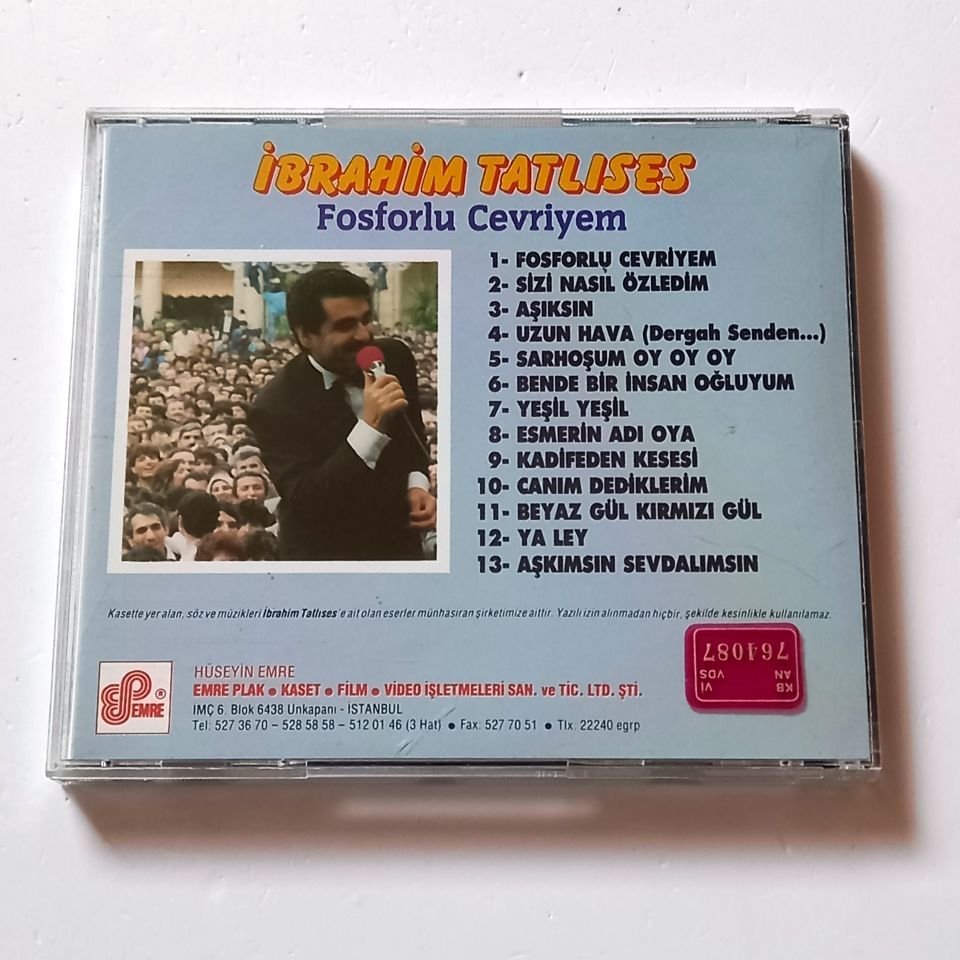 İBRAHİM TATLISES
Fosforlu Cevriyem
1- FOSFORLU CEVRIYEM
2- SİZİ NASIL ÖZLEDİM
3- AŞIKSIN
4- UZUN HAVA (Dergah Senden...)
5- SARHOŞUM OY OY OY
6- BENDE BİR İNSAN OĞLUYUM
7- YEŞİL YEŞİL
8- ESMERİN ADI OYA
9- KADİFEDEN KESESİ
10- CANIM DEDİKLERİM
11- BEYAZ GÜL KIRMIZI GÜL
12- YA LEY
13- AŞKIMSIN SEVDALIMSIN
Kasette yer alan, söz ve müzikleri İbrahim Tatlıses'e ait olan eserler münhasıran şirketimize aittir. Yazılı izin alınmadan hiçbir, şekilde kesinlikle kullanılamaz.
EMRE ®
HÜSEYİN EMRE
EMRE PLAK • KASET • FİLM • VİDEO İŞLETMELERİ SAN. ve TİC. LTD. ŞTİ.
IMÇ 6. Blok 6438 Unkapanı - İSTANBUL
Tel: 527 36 70 - 528 58 58 - 512 01 46 (3 Hat) • Fax: 527 70 51 • Tlx: 22240 egrp
KB VI
AN VDS
764087